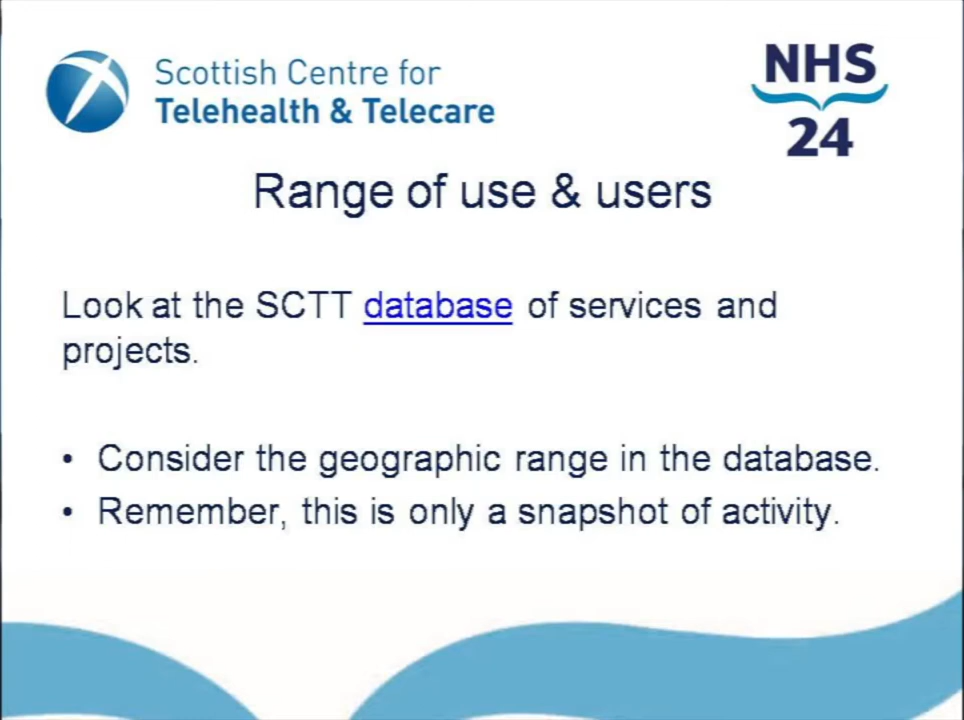 Scottish Centre for
Telehealth & Telecare
NHS
24
Range of use & users
Look at the SCTT database of services and
projects.
• Consider the geographic range in the database.
• Remember, this is only a snapshot of activity.